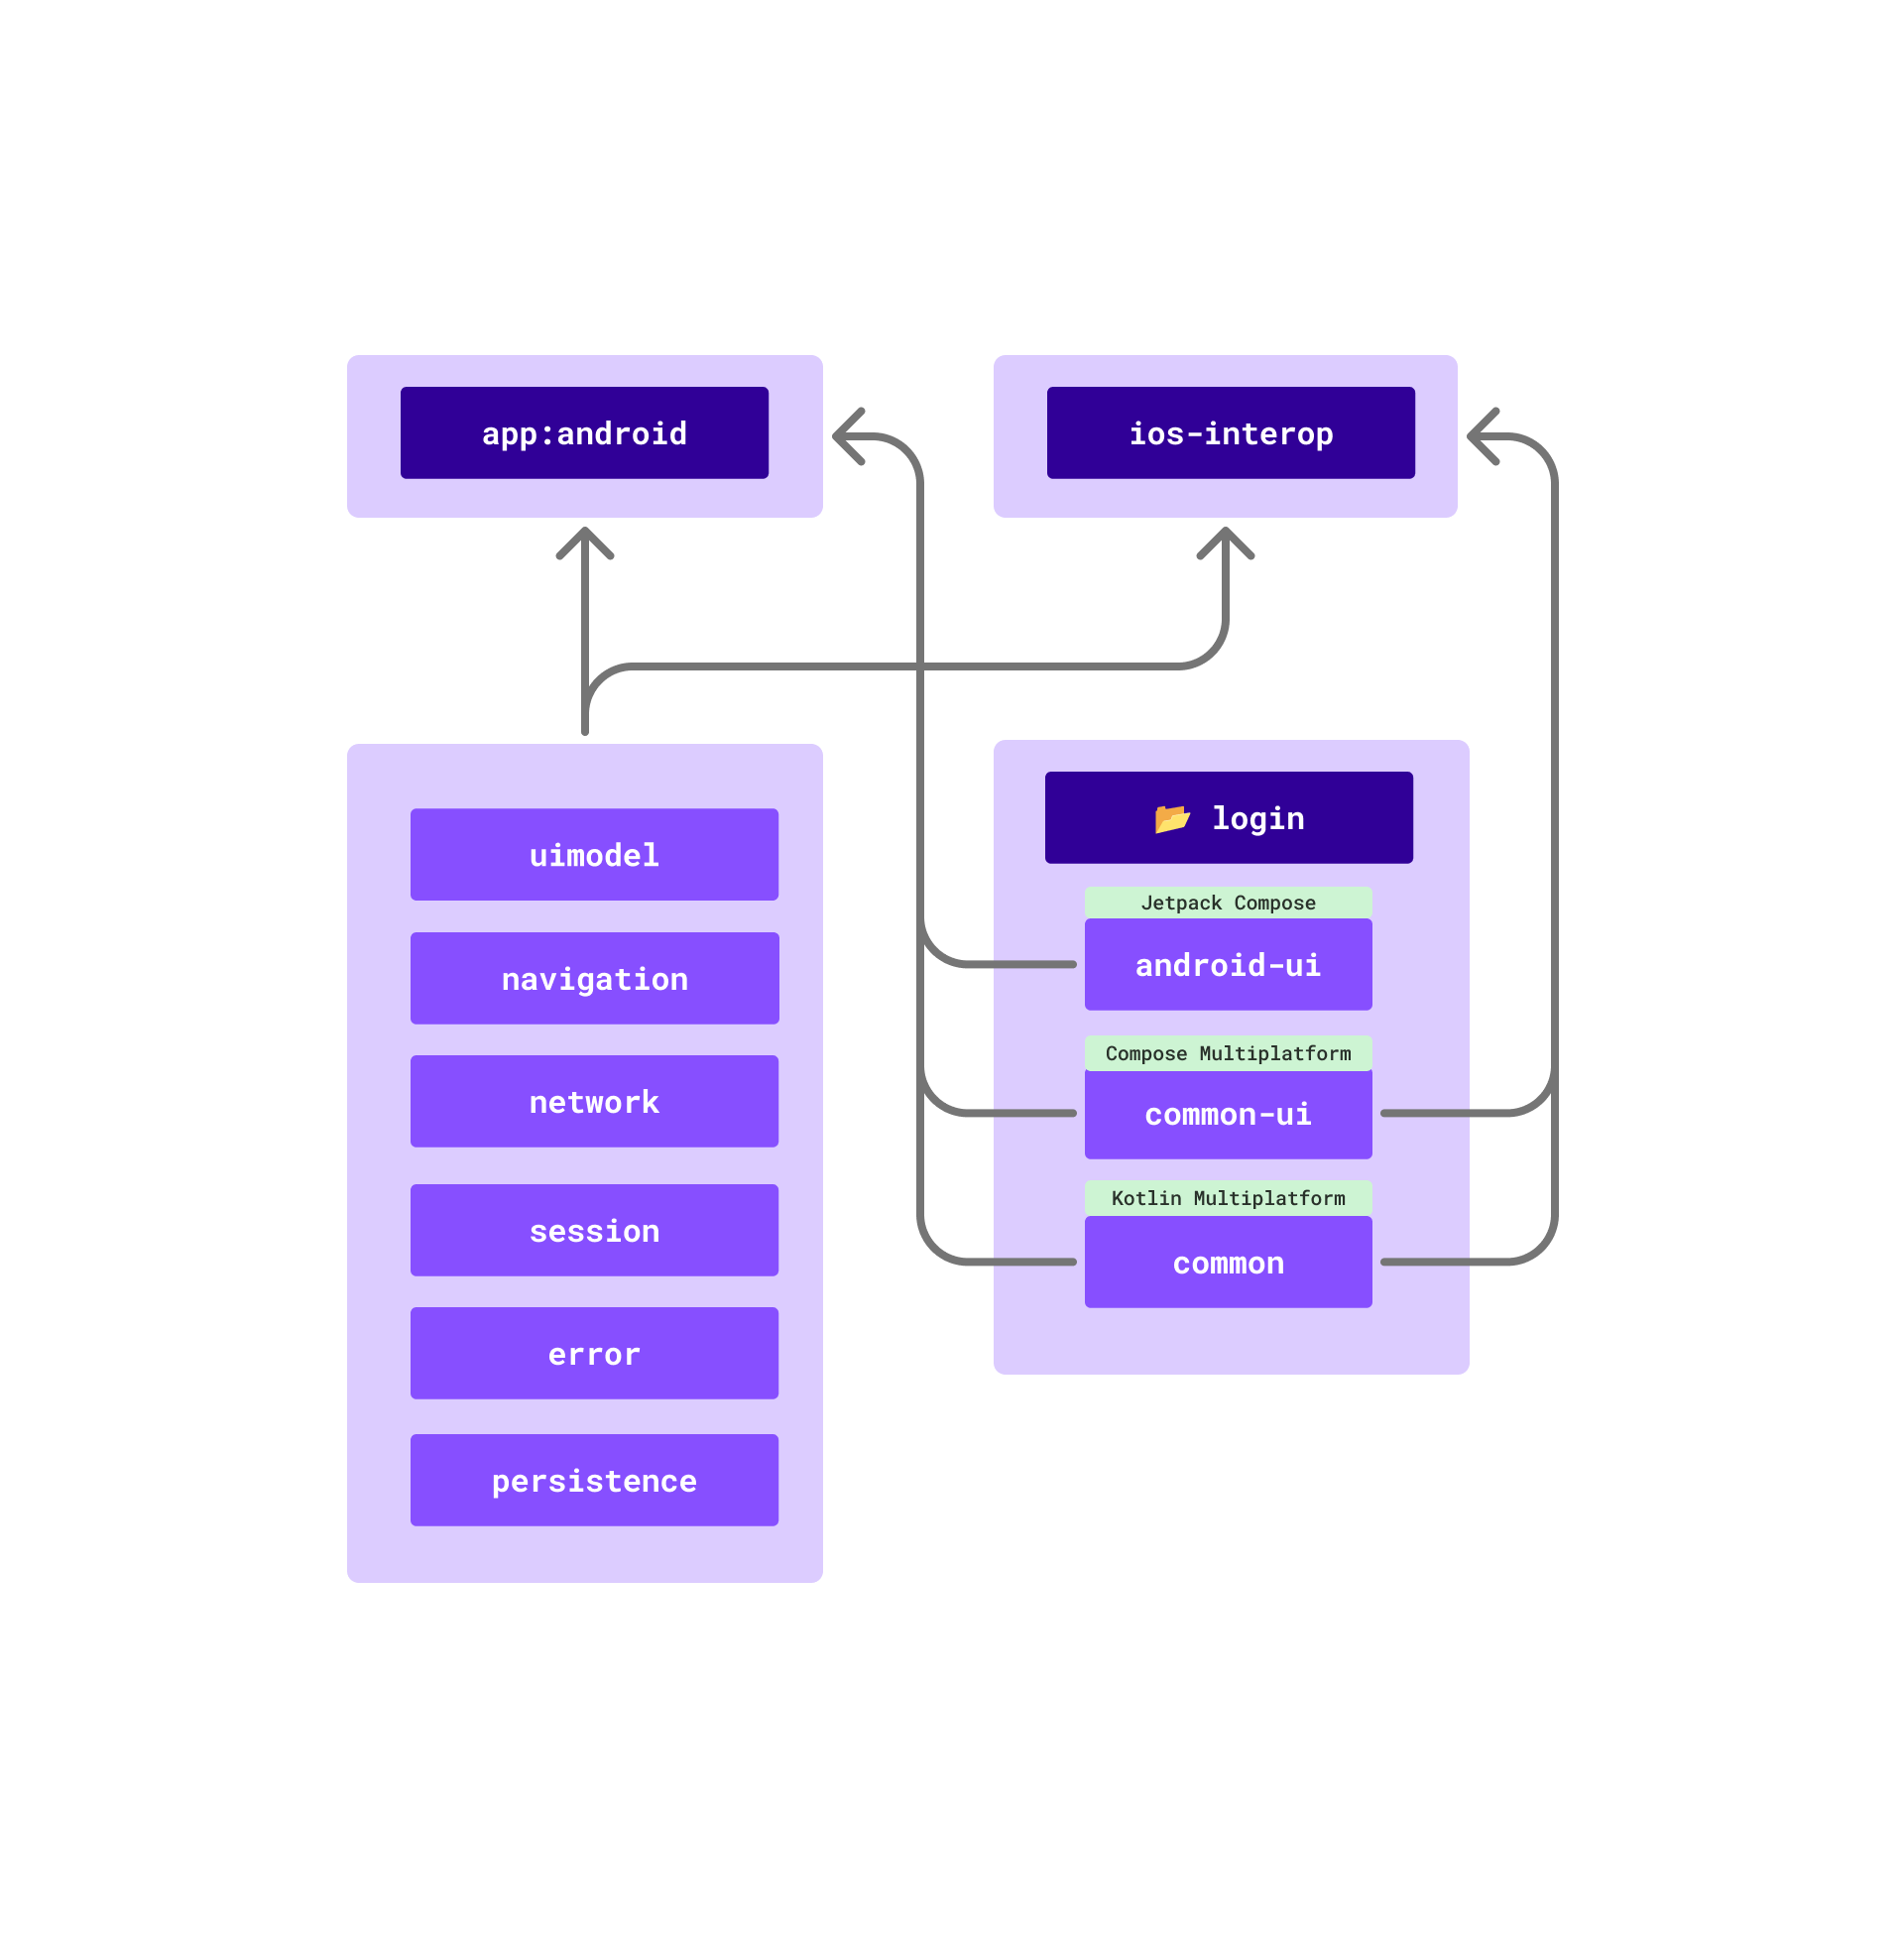 app:android
ios-interop
uimodel
navigation
network
session
error
persistence
login
Jetpack Compose
android-ui
Compose Multiplatform
common-ui
Kotlin Multiplatform
common